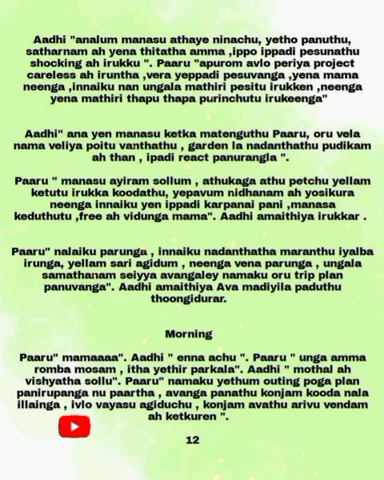 Aadhi "analum manasu athaye ninachu, yetho panuthu,
satharnam ah yena thitatha amma ,ippo ippadi pesunathu
shocking ah irukku ". Paaru "apurom avlo periya project
careless ah iruntha ,vera yeppadi pesuvanga ,yena mama
neenga ,innaiku nan ungala mathiri pesitu irukken ,neenga
yena mathiri thapu thapa purinchutu irukeenga"
Aadhi" ana yen manasu ketka matenguthu Paaru, oru vela
nama veliya poitu vanthathu , garden la nadanthathu pudikam
ah than , ipadi react panurangla ".
Paaru " manasu ayiram sollum , athukaga athu petchu yellam
ketutu irukka koodathu, yepavum nidhanam ah yosikura
neenga innaiku yen ippadi karpanai pani ,manasa
keduthutu ,free ah vidunga mama". Aadhi amaithiya irukkar .
Paaru" nalaiku parunga , innaiku nadanthatha maranthu iyalba
irunga, yellam sari agidum , neenga vena parunga , ungala
samathanam seiyya avangaley namaku oru trip plan
panuvanga". Aadhi amaithiya Ava madiyila paduthu
thoongidurar.
Morning
Paaru" mamaaaa". Aadhi " enna achu ". Paaru " unga amma
romba mosam , itha yethir parkala". Aadhi " mothal ah
vishyatha sollu". Paaru" namaku yethum outing poga plan
panirupanga nu paartha , avanga panathu konjam kooda nala
illainga , ivlo vayasu agiduchu , konjam avathu arivu vendam
ah ketkuren ".
12